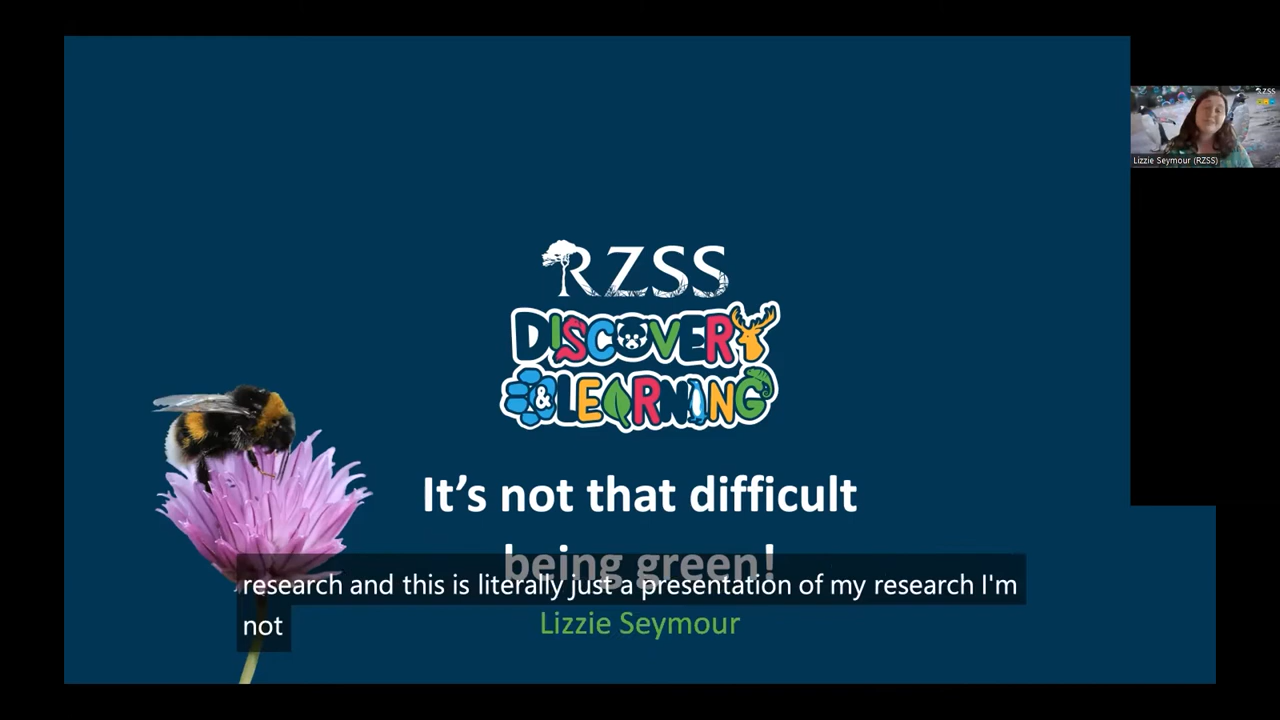 RZSS
Lizzie Seymour (RZSS)
RZSS
DISCOVERY
& LEARNING
It's not that difficult
being green!
research and this is literally just a presentation of my research I'm
not
Lizzie Seymour